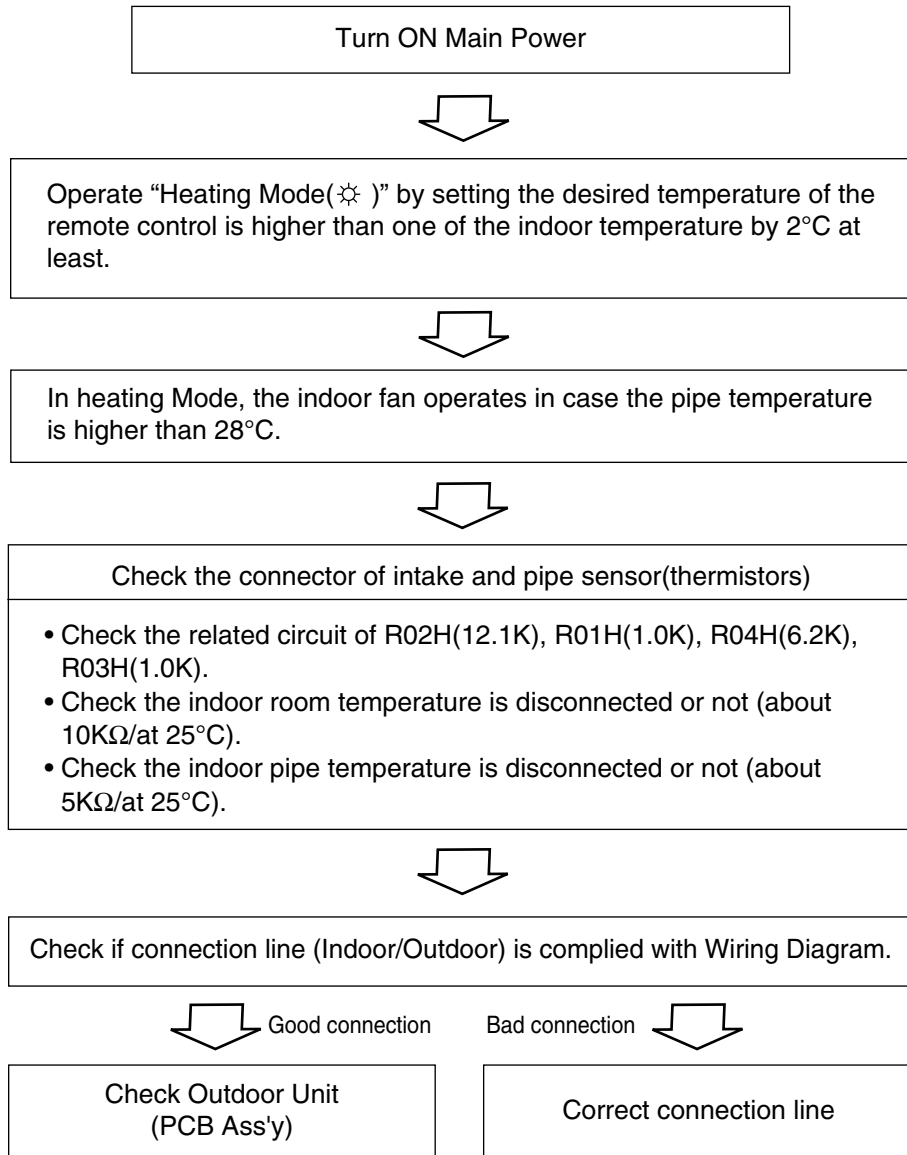 Turn ON Main Power
Operate “Heating Mode(☼ )” by setting the desired temperature of the
remote control is higher than one of the indoor temperature by 2°C at
least.
In heating Mode, the indoor fan operates in case the pipe temperature
is higher than 28°C.
Check the connector of intake and pipe sensor(thermistors)
• Check the related circuit of R02H(12.1K), R01H(1.0K), R04H(6.2K),
R03H(1.0K).
• Check the indoor room temperature is disconnected or not (about
10KΩ/at 25°C).
• Check the indoor pipe temperature is disconnected or not (about
5KΩ/at 25°C).
Check if connection line (Indoor/Outdoor) is complied with Wiring Diagram.
Good connection
Bad connection
Check Outdoor Unit
(PCB Ass'y)
Correct connection line